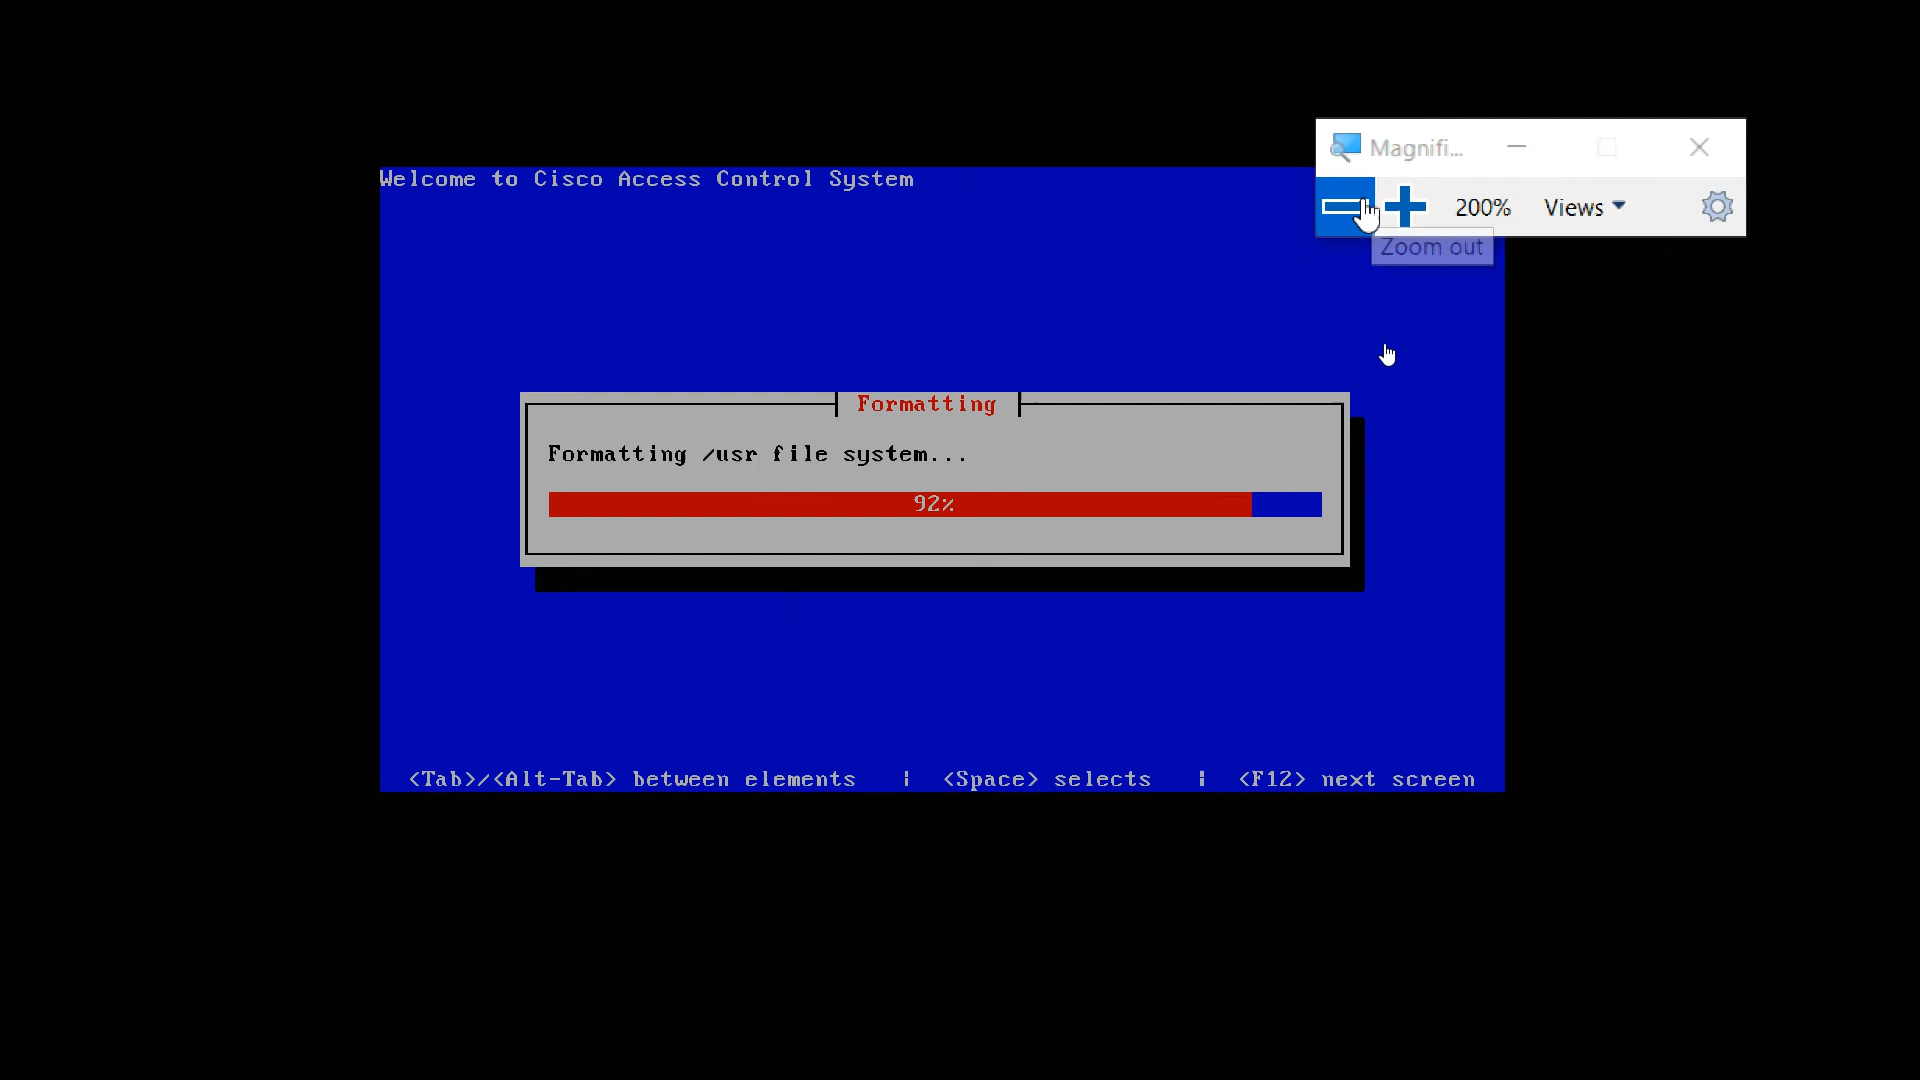 Magnifi...
Welcome to Cisco Access Control System
200% Views
Zoom out
Formatting
Formatting /usr file system...
92%
<Tab>/<Alt-Tab> between elements | <Space> selects | <F12> next screen